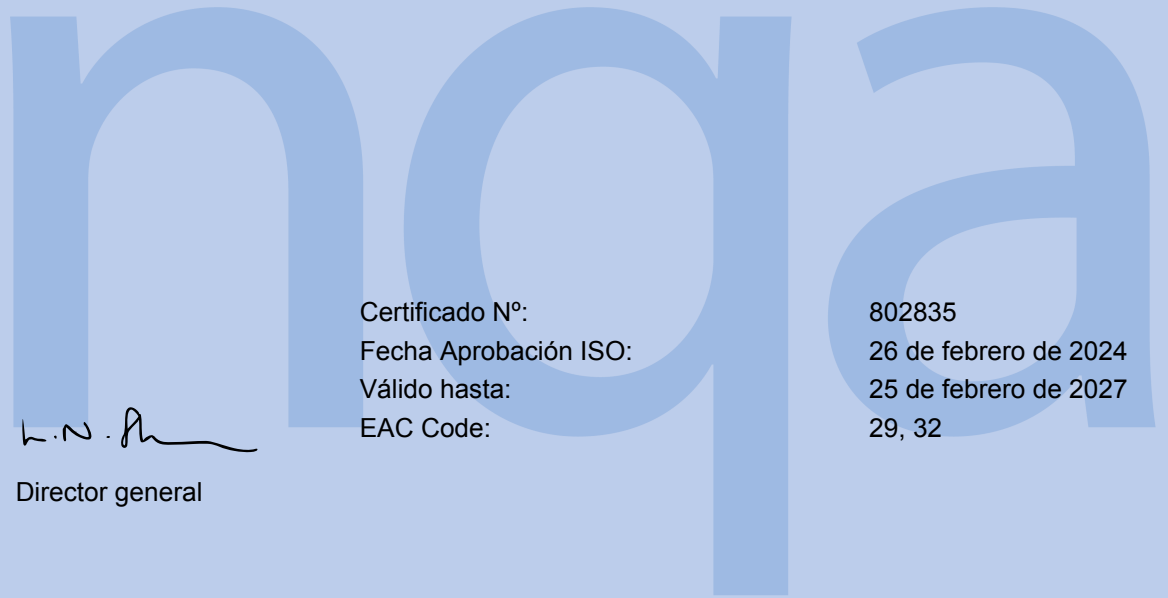 nqa
Certificado Nº: 802835
Fecha Aprobación ISO: 26 de febrero de 2024
Válido hasta: 25 de febrero de 2027
EAC Code: 29, 32
L.N.
Director general